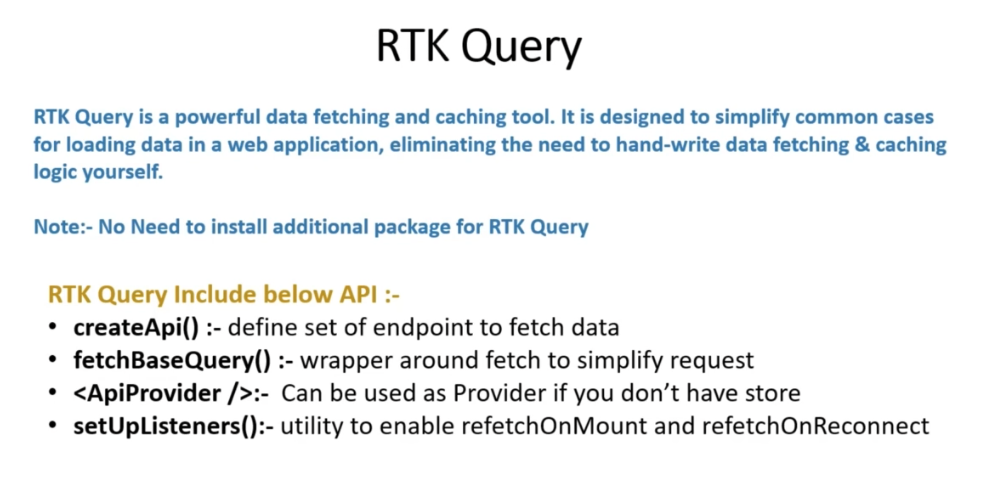 RTK Query
RTK Query is a powerful data fetching and caching tool. It is designed to simplify common cases
for loading data in a web application, eliminating the need to hand-write data fetching & caching
logic yourself.
Note:- No Need to install additional package for RTK Query
RTK Query Include below API :-
• createApi() :- define set of endpoint to fetch data
• fetchBaseQuery() :- wrapper around fetch to simplify request
• <ApiProvider />:- Can be used as Provider if you don’t have store
• setUpListeners():- utility to enable refetchOnMount and refetchOnReconnect